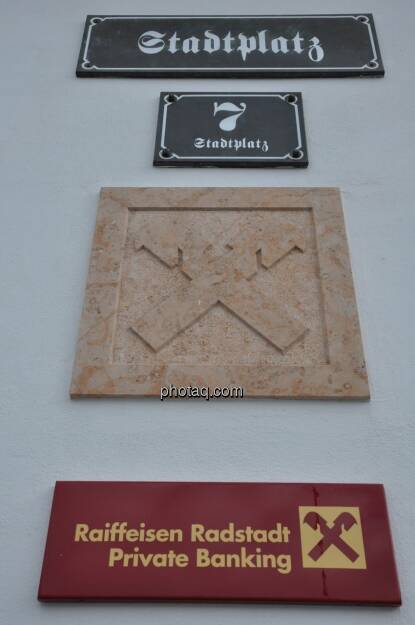 Stadtplatz
7
Stadtplatz
photaq.com
Raiffeisen Radstadt
Private Banking